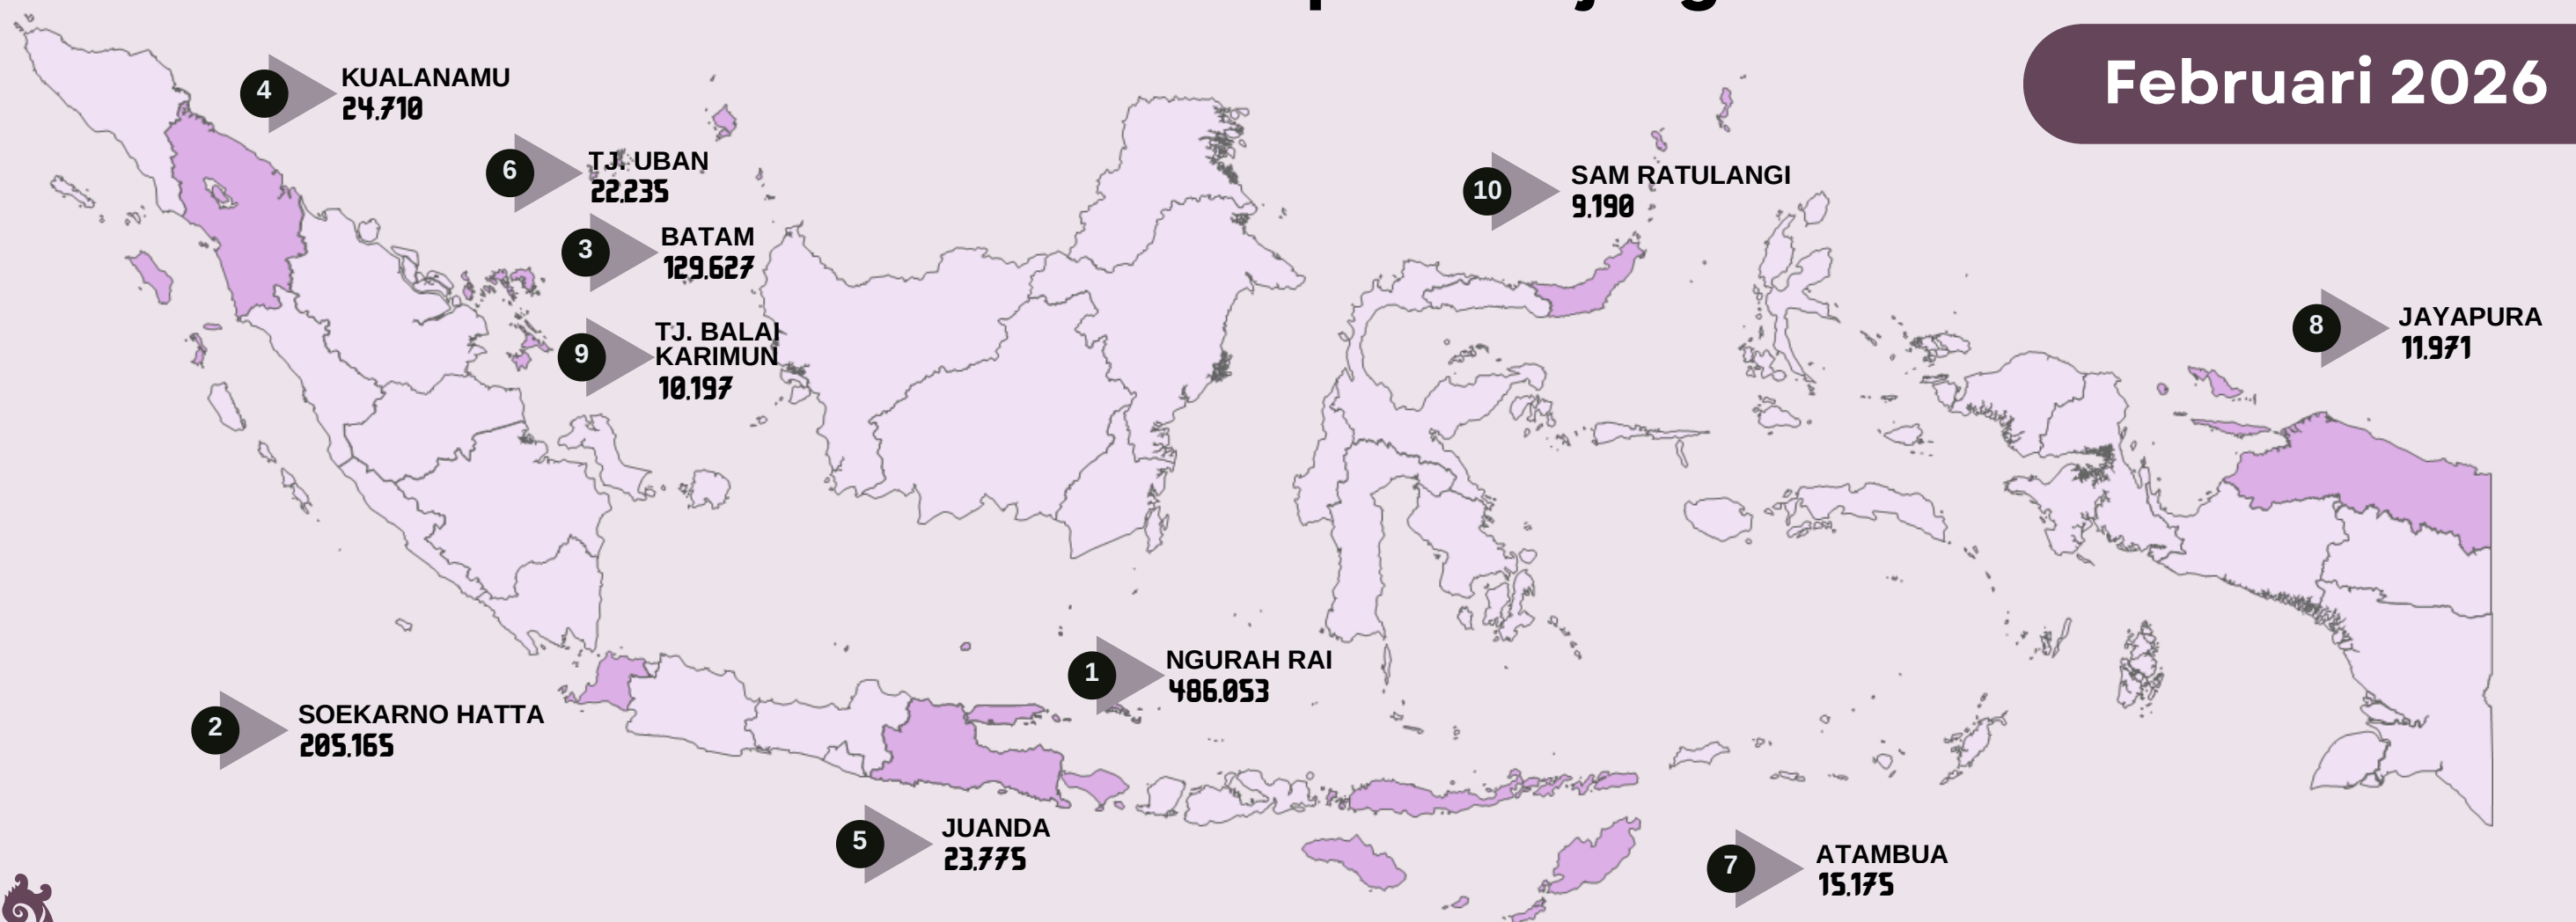 Februari 2026
4
KUALANAMU
24.710
6
TJ. UBAN
22.235
3
BATAM
129.627
9
TJ. BALAI
KARIMUN
10.197
10
SAM RATULANGI
9.190
8
JAYAPURA
11.971
1
NGURAH RAI
486.053
2
SOEKARNO HATTA
205.165
5
JUANDA
23.775
7
ATAMBUA
15.175